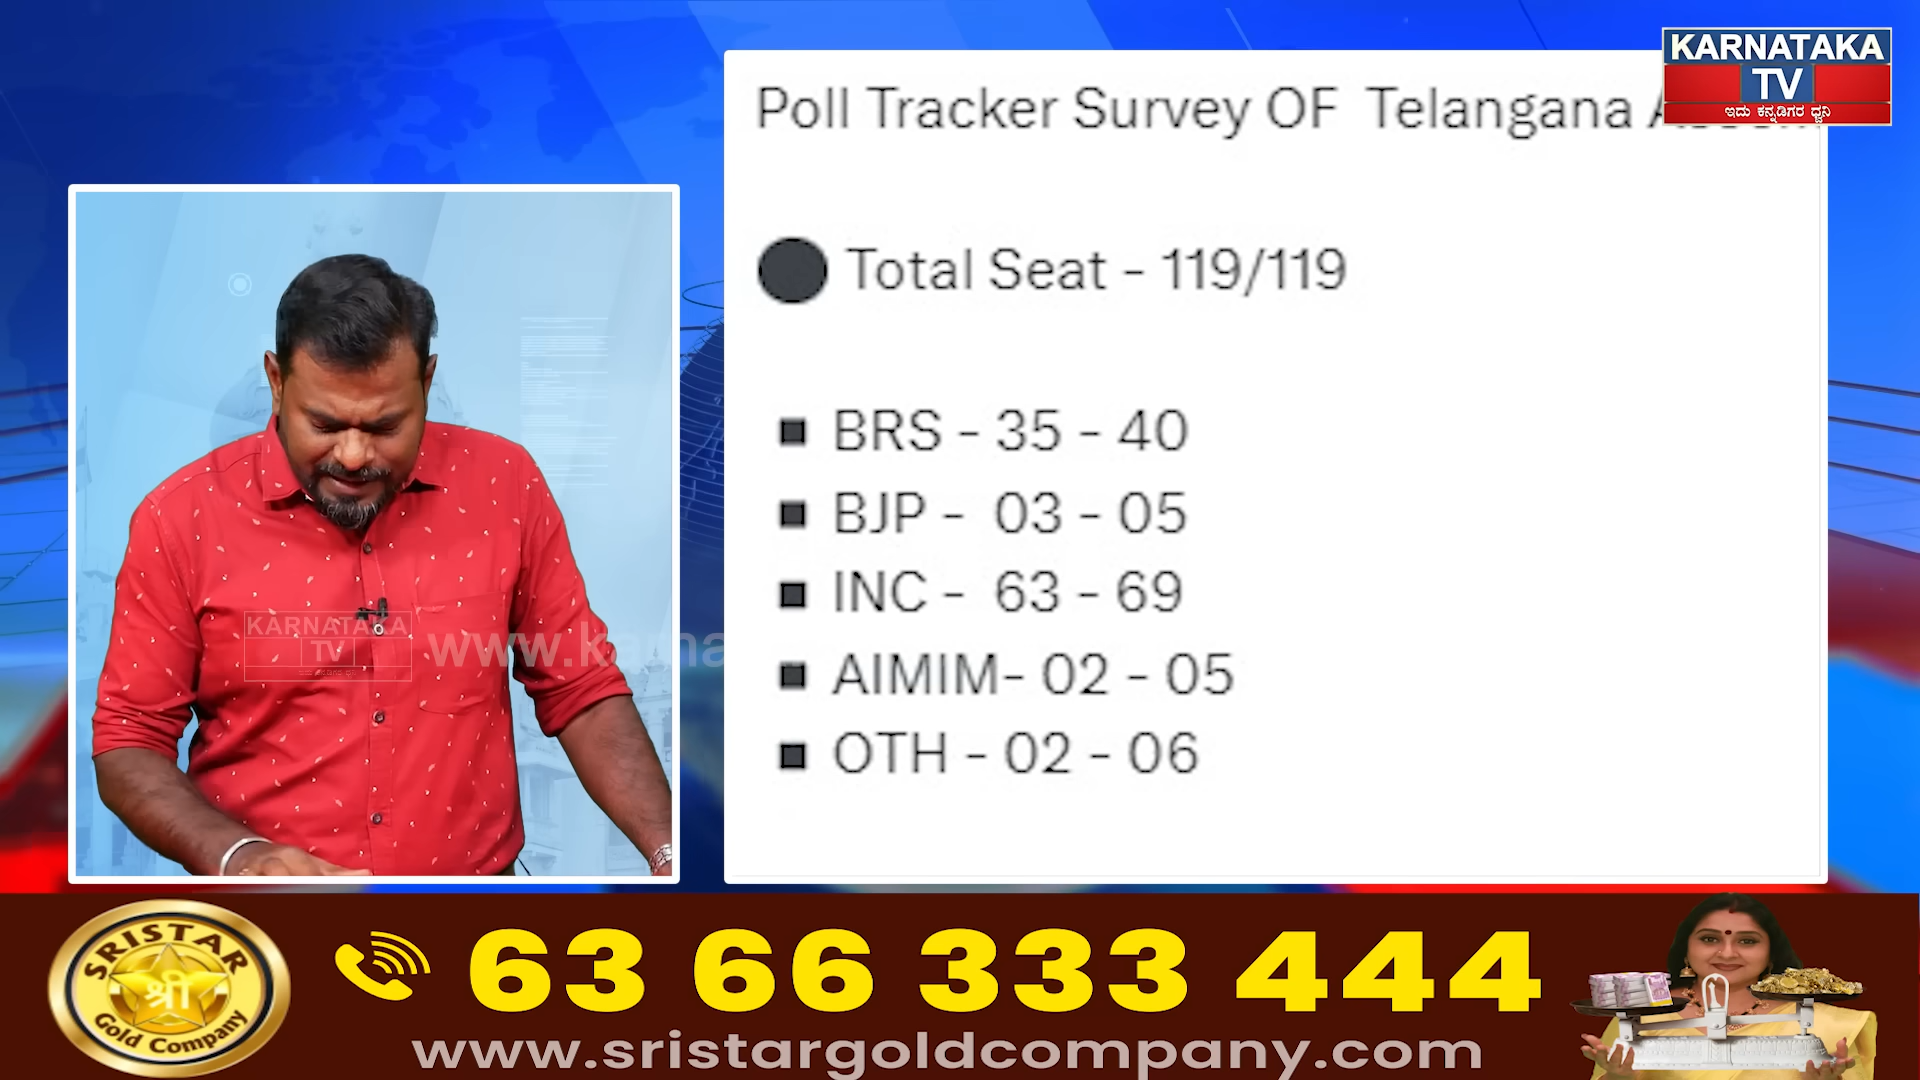 KARNATAKA
TV
ಇದು ಕನ್ನಡಿಗರ ಧ್ವನಿ
Poll Tracker Survey OF Telangana
Total Seat - 119/119
BRS - 35 - 40
BJP - 03 - 05
INC - 63 - 69
AIMIM- 02 - 05
OTH - 02 - 06
KARNATAKA
TV
www.karna
SRISTAR
श्री
Gold Company
63 66 333 444
www.sristargoldcompany.com